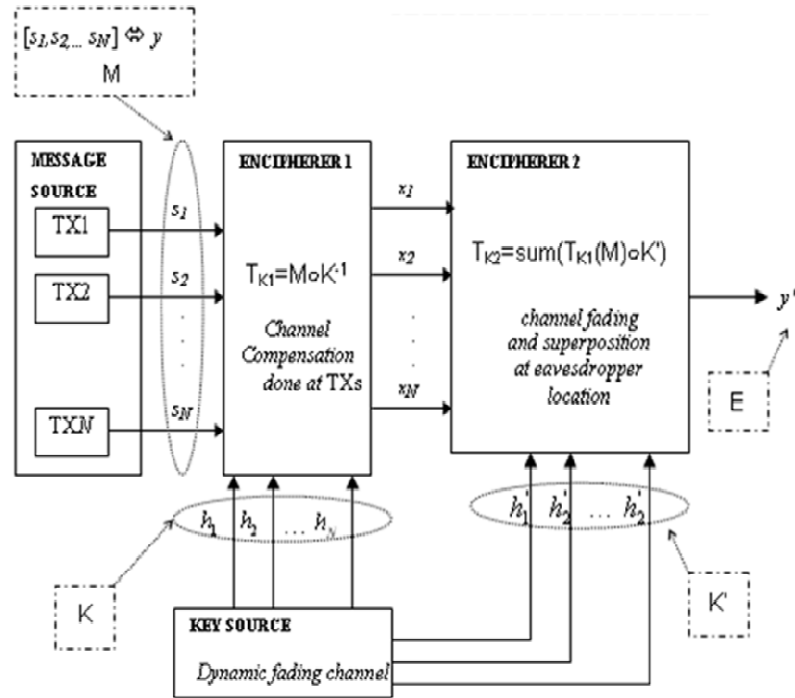 [s1,s2,... sN] ⇔ y
M
MESSAGE
SOURCE
TX1
TX2
TXN
s1
s2
.
.
.
sN
ENCIPHERER 1
TK1=M∘K-1
Channel
Compensation
done at TXs
x1
x2
.
.
.
xN
ENCIPHERER 2
TK2=sum(TK1(M)∘K')
channel fading
and superposition
at eavesdropper
location
y'
E
h1 h2 ... hN
K
h'1 h'2 ... h'2
K'
KEY SOURCE
Dynamic fading channel